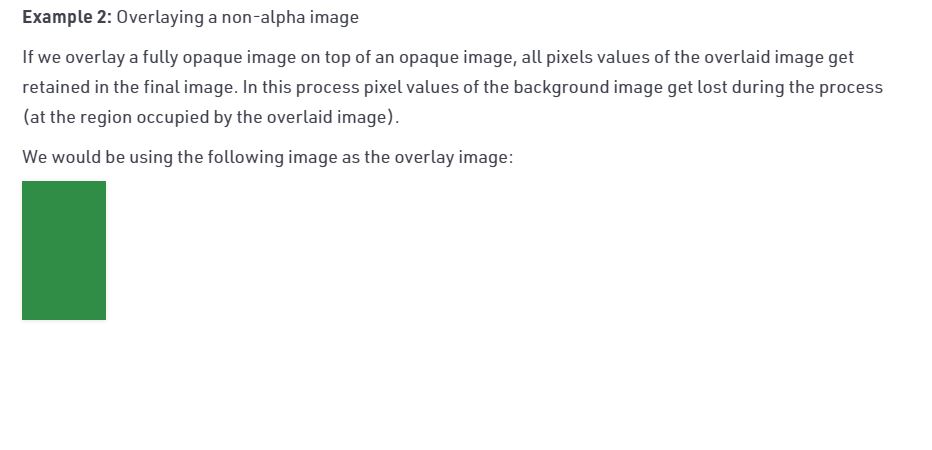 Example 2: Overlaying a non-alpha image
If we overlay a fully opaque image on top of an opaque image, all pixels values of the overlaid image get
retained in the final image. In this process pixel values of the background image get lost during the process
(at the region occupied by the overlaid image).
We would be using the following image as the overlay image: